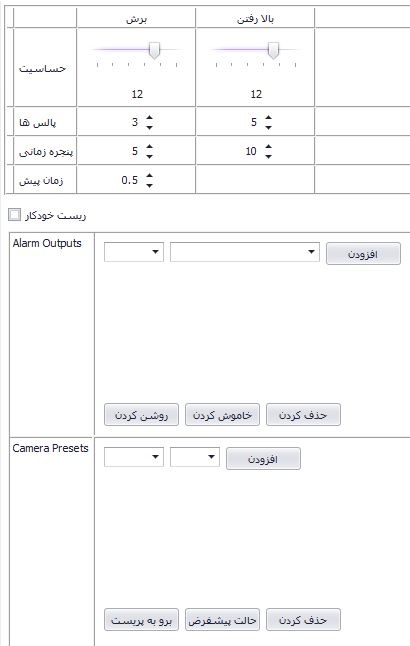 برش
بالا رفتن
حساسیت
12
12
پالس ها
3
5
پنجره زمانی
5
10
زمان پیش
0.5
ریست خودکار
Alarm Outputs
افزودن
روشن کردن
خاموش کردن
حذف کردن
Camera Presets
افزودن
برو به پریست
حالت پیشفرض
حذف کردن